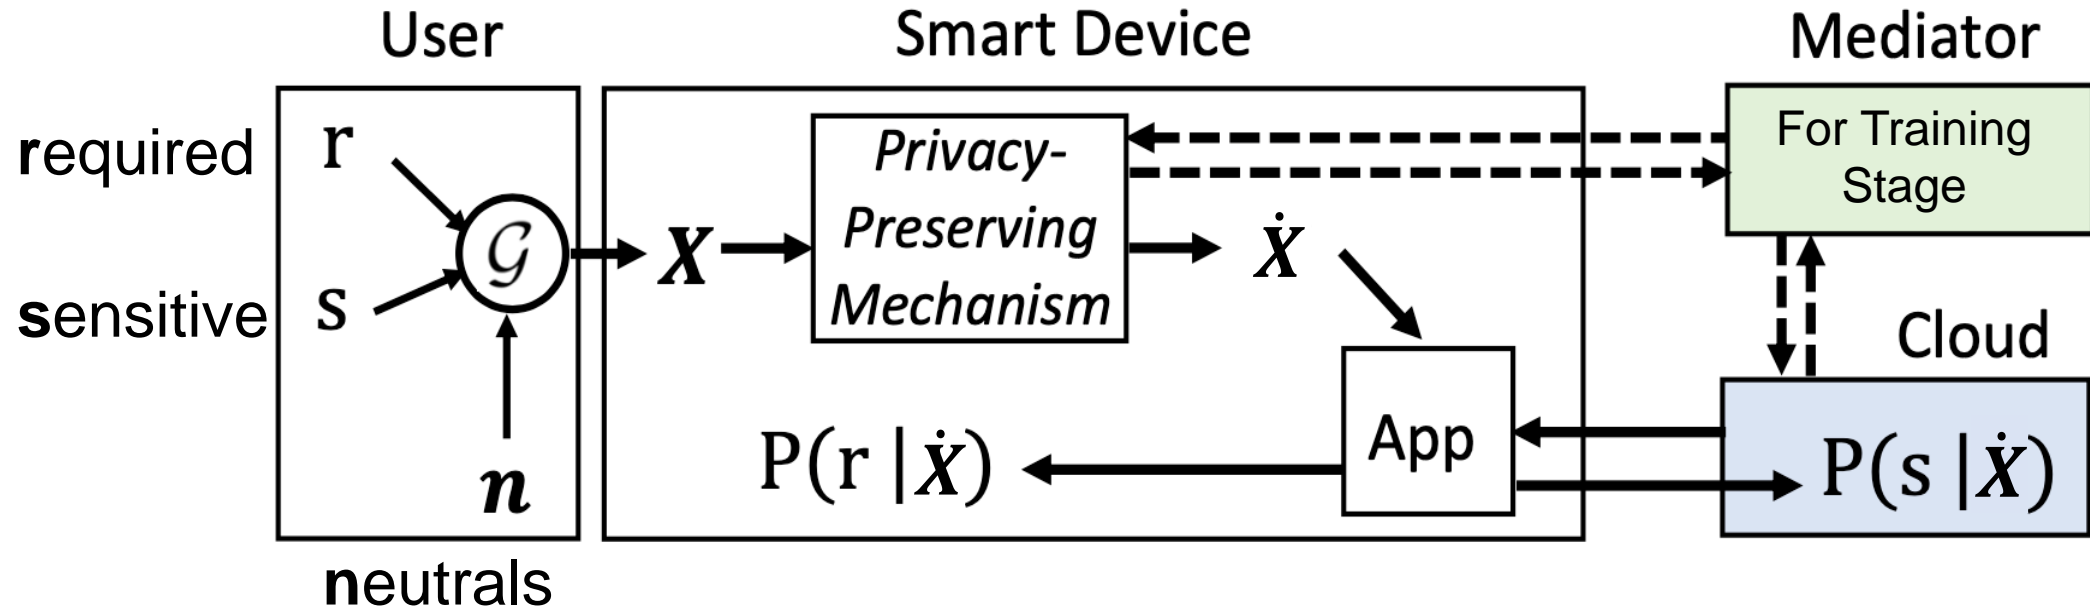 User
Smart Device
Mediator
required
r
sensitive
s
𝒢
n
neutrals
X
Privacy-
Preserving
Mechanism
Ẋ
App
P(r |Ẋ)
For Training
Stage
Cloud
P(s |Ẋ)